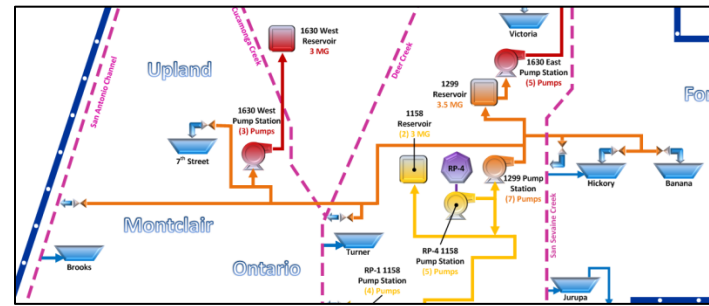 Victoria
1630 West
Reservoir
3 MG
Cucamonga Creek
Deer Creek
Upland
San Antonio Channel
1630 East
Pump Station
(5) Pumps
1299
Reservoir
3.5 MG
For
1630 West
Pump Station
(3) Pumps
1158
Reservoir
(2) 3 MG
7th Street
RP-4
1299 Pump
Station
(7) Pumps
Hickory
Banana
San Sevaine Creek
Montclair
Brooks
Ontario
Turner
RP-4 1158
Pump Station
(3) Pumps
RP-1 1158
Pump Station
(4) Pumps
Jurupa